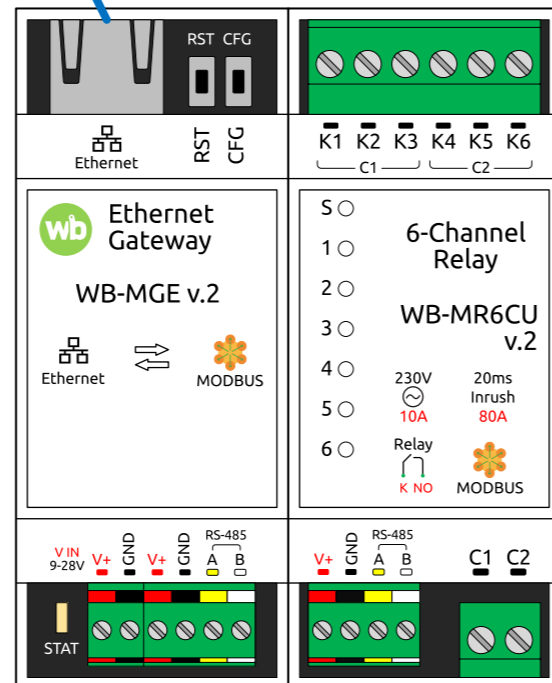 RST CFG
Ethernet
RST
CFG
wb
Ethernet
Gateway
WB-MGE v.2
Ethernet
MODBUS
V IN
9-28V
V+
GND
V+
GND
RS-485
A
B
STAT
K1 K2 K3 K4 K5 K6
C1
C2
S
1
2
3
4
5
6
6-Channel
Relay
WB-MR6CU
v.2
230V
10A
20ms
Inrush
80A
Relay
K NO
MODBUS
V+
GND
RS-485
A
B
C1 C2